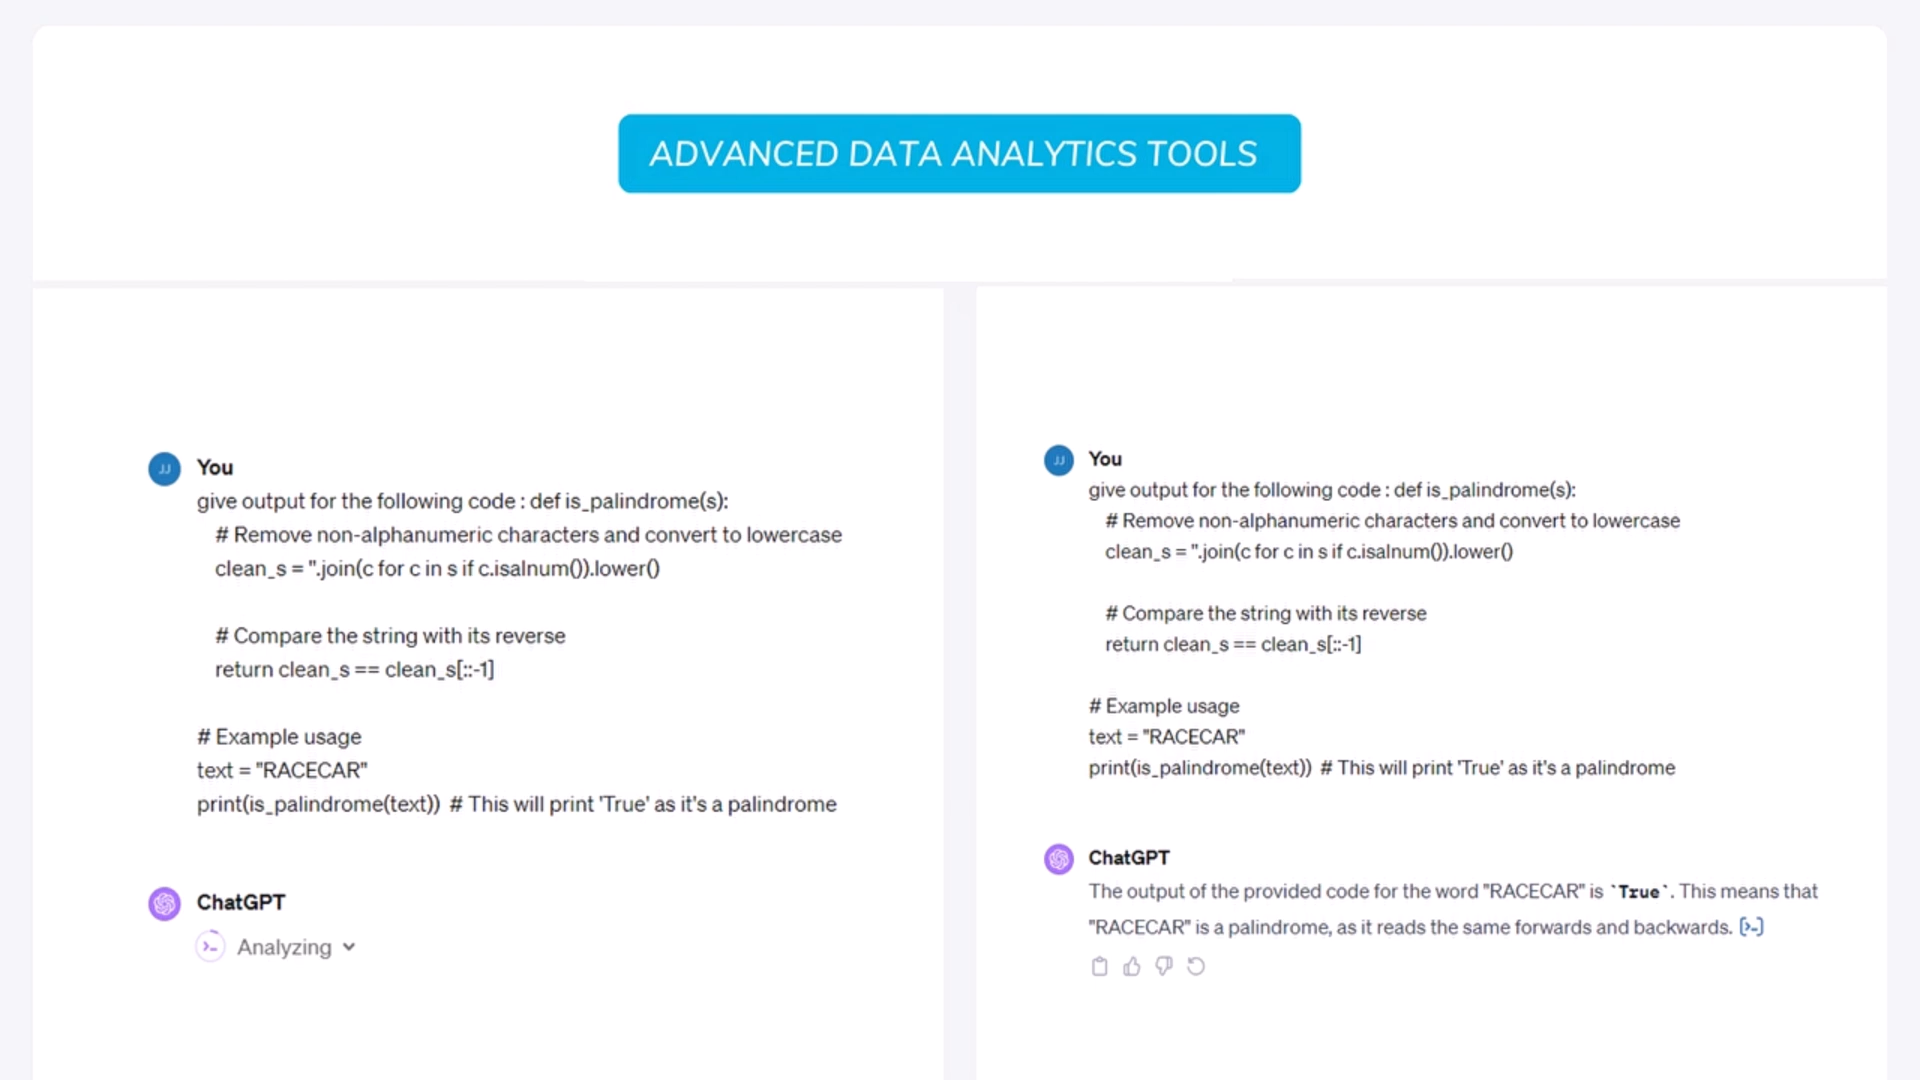 ADVANCED DATA ANALYTICS TOOLS
JJ
You
give output for the following code : def is_palindrome(s):
# Remove non-alphanumeric characters and convert to lowercase
clean_s = ''.join(c for c in s if c.isalnum()).lower()
# Compare the string with its reverse
return clean_s == clean_s[::-1]
# Example usage
text = "RACECAR"
print(is_palindrome(text))  # This will print 'True' as it's a palindrome
ChatGPT
Analyzing
JJ
You
give output for the following code : def is_palindrome(s):
# Remove non-alphanumeric characters and convert to lowercase
clean_s = ''.join(c for c in s if c.isalnum()).lower()
# Compare the string with its reverse
return clean_s == clean_s[::-1]
# Example usage
text = "RACECAR"
print(is_palindrome(text))  # This will print 'True' as it's a palindrome
ChatGPT
The output of the provided code for the word "RACECAR" is `True`. This means that
"RACECAR" is a palindrome, as it reads the same forwards and backwards. [>-]